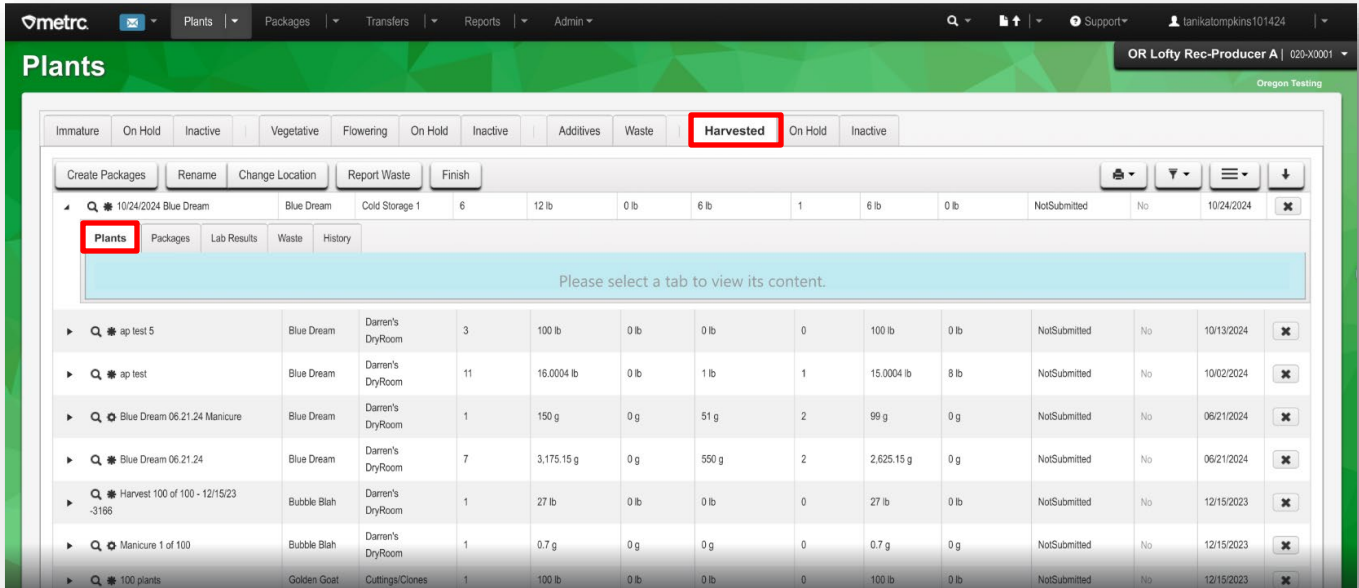 metrc. Plants Packages Transfers Reports Admin Support tanikatompkins101424
Plants
OR Lofty Rec-Producer A | 020-X0001
Oregon Testing
Immature On Hold Inactive Vegetative Flowering On Hold Inactive Additives Waste Harvested On Hold Inactive
Create Packages Rename Change Location Report Waste Finish
10/24/2024 Blue Dream Blue Dream Cold Storage 1 6 12 lb 0 lb 6 lb 1 6 lb 0 lb NotSubmitted No 10/24/2024
Plants Packages Lab Results Waste History
Please select a tab to view its content.
ap test 5 Blue Dream Darren's DryRoom 3 100 lb 0 lb 0 lb 0 100 lb 0 lb NotSubmitted No 10/13/2024
ap test Blue Dream Darren's DryRoom 11 16.0004 lb 0 lb 1 lb 1 15.0004 lb 8 lb NotSubmitted No 10/02/2024
Blue Dream 06.21.24 Manicure Blue Dream Darren's DryRoom 1 150 g 0 g 51 g 2 99 g 0 g NotSubmitted No 06/21/2024
Blue Dream 06.21.24 Blue Dream Darren's DryRoom 7 3,175.15 g 0 g 550 g 2 2,625.15 g 0 g NotSubmitted No 06/21/2024
Harvest 100 of 100 - 12/15/23 -3166 Bubble Blah Darren's DryRoom 1 27 lb 0 lb 0 lb 0 27 lb 0 lb NotSubmitted No 12/15/2023
Manicure 1 of 100 Bubble Blah Darren's DryRoom 1 0.7 g 0 g 0 g 0 0.7 g 0 g NotSubmitted No 12/15/2023
100 plants Golden Goat Cuttings/Clones 1 100 lb 0 lb 0 lb 0 100 lb 0 lb NotSubmitted No 12/15/2023